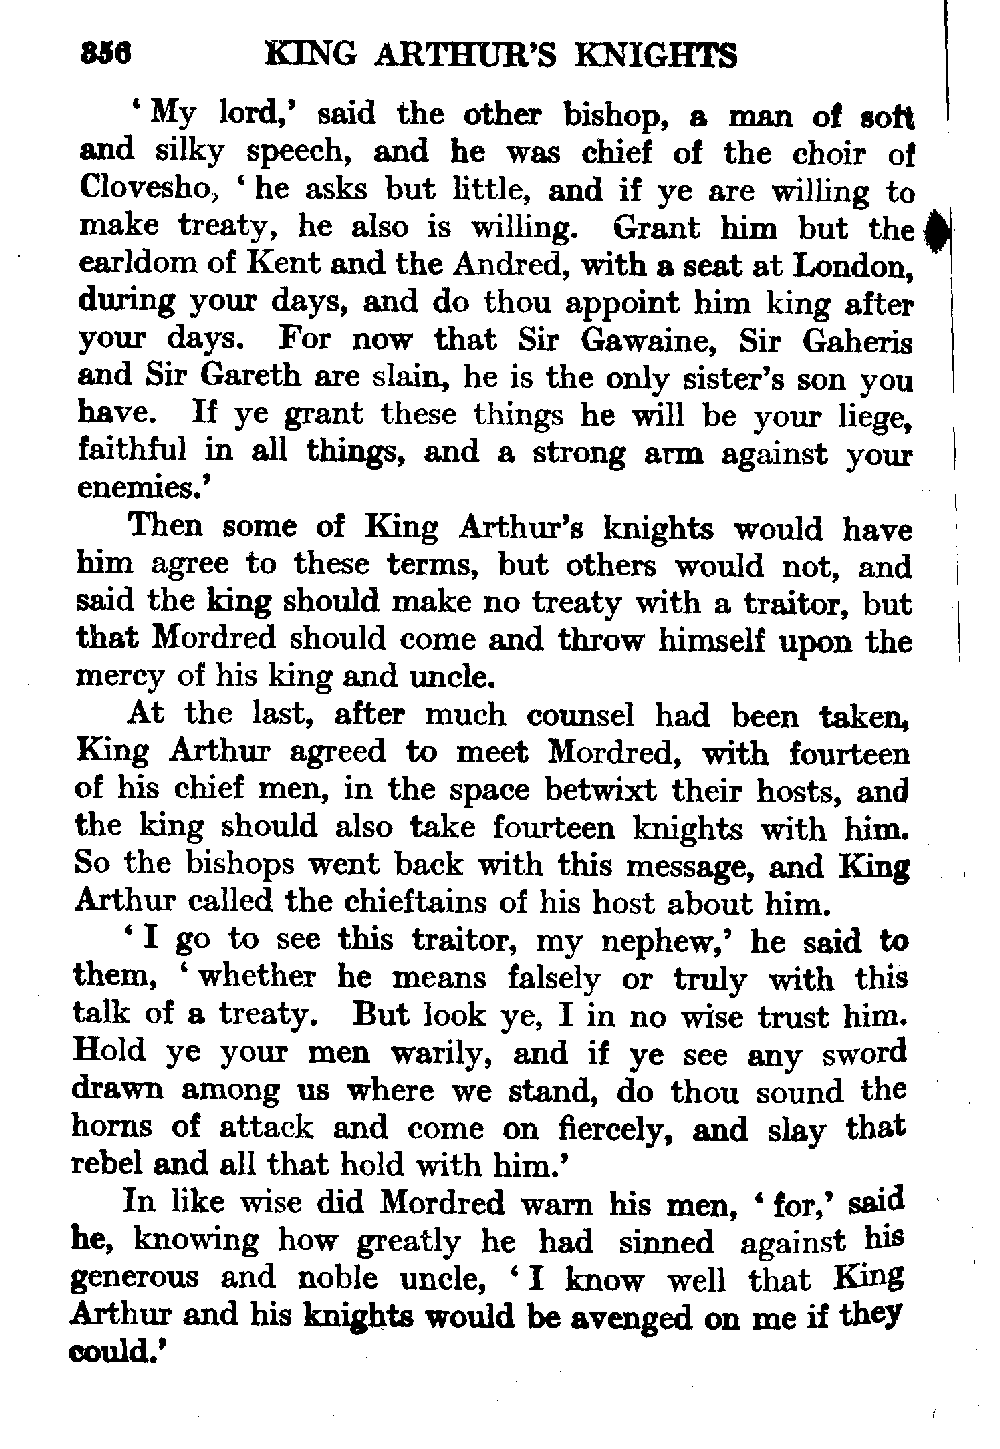 356 KING ARTHUR'S KNIGHTS
‘ My lord,’ said the other bishop, a man of soft
and silky speech, and he was chief of the choir of
Clovesho, ‘ he asks but little, and if ye are willing to
make treaty, he also is willing. Grant him but the
earldom of Kent and the Andred, with a seat at London,
during your days, and do thou appoint him king after
your days. For now that Sir Gawaine, Sir Gaheris
and Sir Gareth are slain, he is the only sister's son you
have. If ye grant these things he will be your liege,
faithful in all things, and a strong arm against your
enemies.’
Then some of King Arthur's knights would have
him agree to these terms, but others would not, and
said the king should make no treaty with a traitor, but
that Mordred should come and throw himself upon the
mercy of his king and uncle.
At the last, after much counsel had been taken,
King Arthur agreed to meet Mordred, with fourteen
of his chief men, in the space betwixt their hosts, and
the king should also take fourteen knights with him.
So the bishops went back with this message, and King
Arthur called the chieftains of his host about him.
‘ I go to see this traitor, my nephew,’ he said to
them, ‘ whether he means falsely or truly with this
talk of a treaty. But look ye, I in no wise trust him.
Hold ye your men warily, and if ye see any sword
drawn among us where we stand, do thou sound the
horns of attack and come on fiercely, and slay that
rebel and all that hold with him.’
In like wise did Mordred warn his men, ‘ for,’ said
he, knowing how greatly he had sinned against his
generous and noble uncle, ‘ I know well that King
Arthur and his knights would be avenged on me if they
could.’